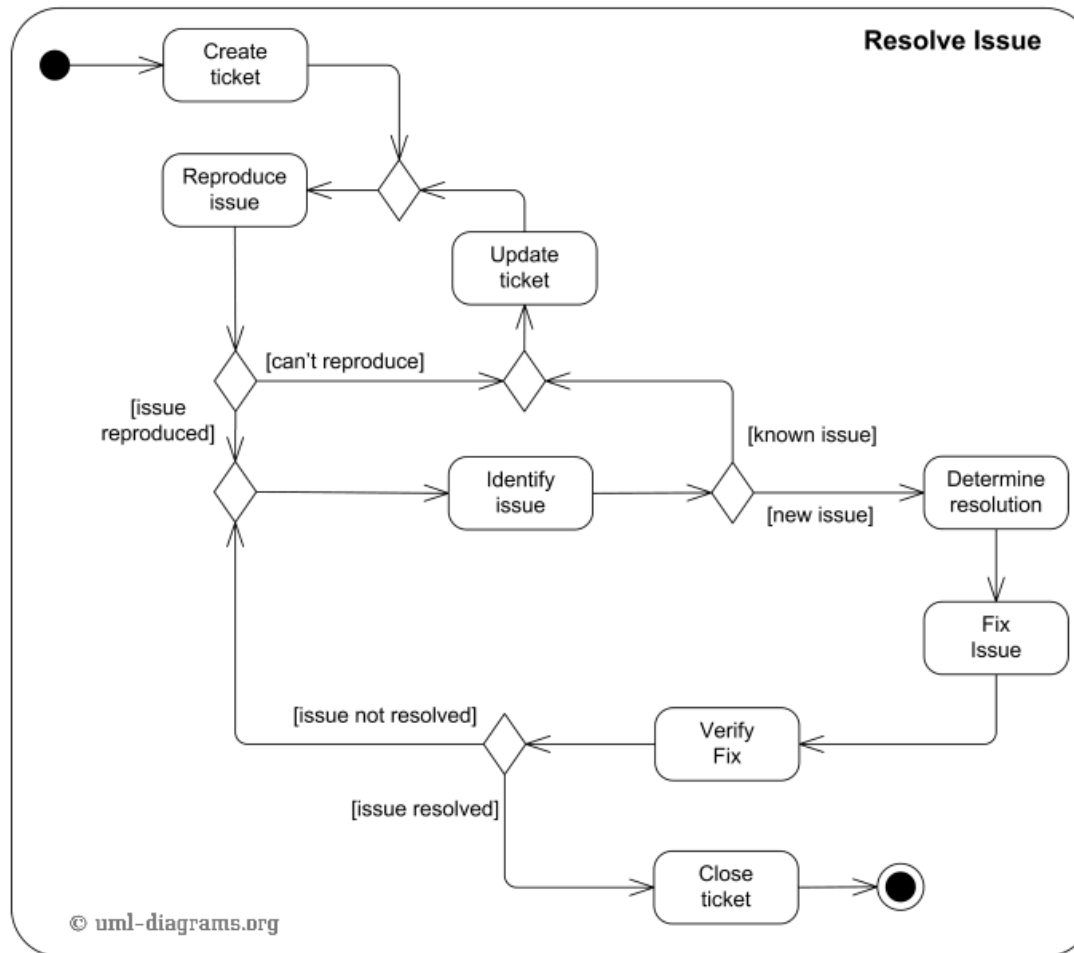 Resolve Issue
Create
ticket
Reproduce
issue
Update
ticket
[can't reproduce]
[issue
reproduced]
[known issue]
Identify
issue
[new issue]
Determine
resolution
Fix
Issue
[issue not resolved]
Verify
Fix
[issue resolved]
Close
ticket
© uml-diagrams.org